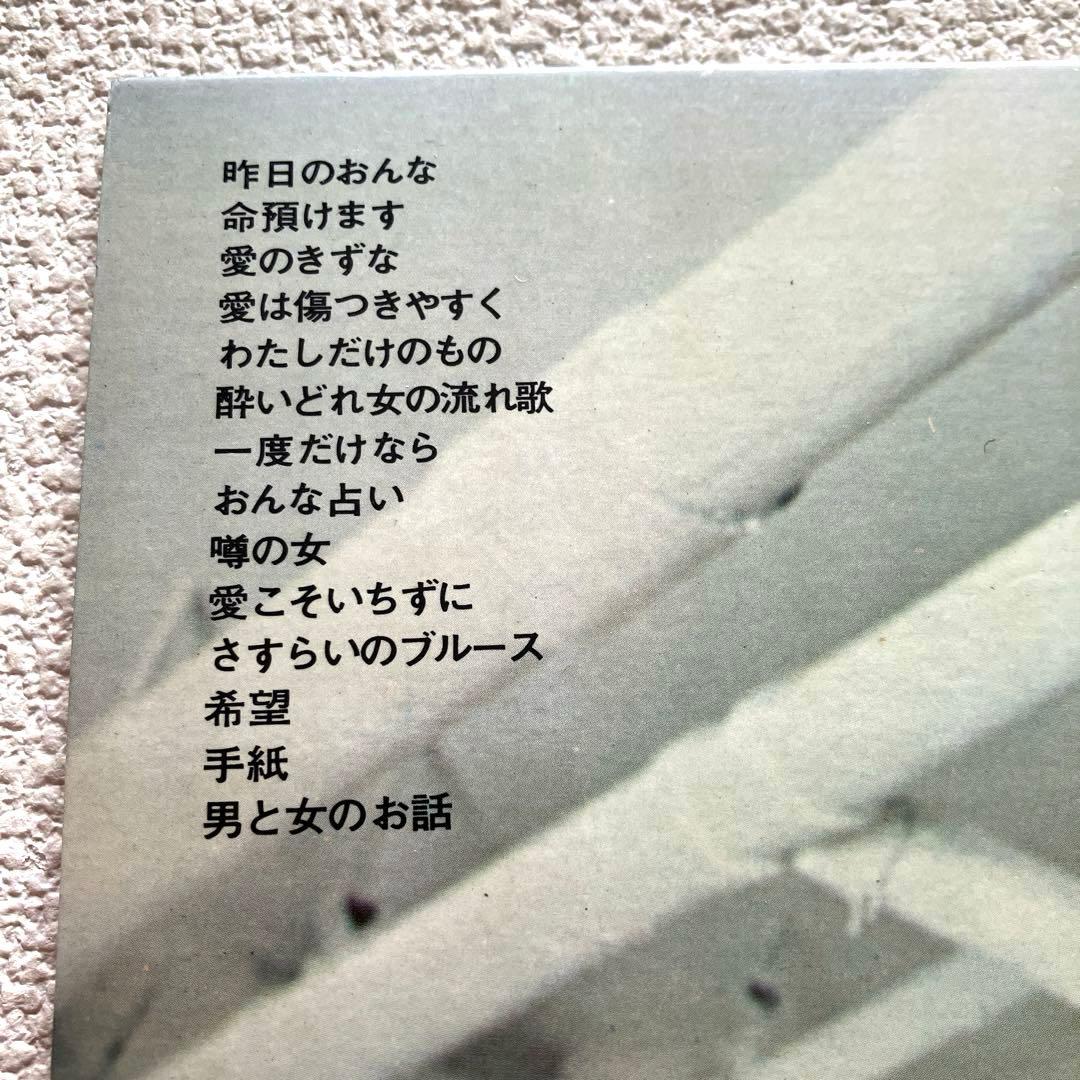 昨日のおんな
命預けます
愛のきずな
愛は傷つきやすく
わたしだけのもの
酔いどれ女の流れ歌
一度だけなら
おんな占い
噂の女
愛こそいちずに
さすらいのブルース
希望
手紙
男と女のお話